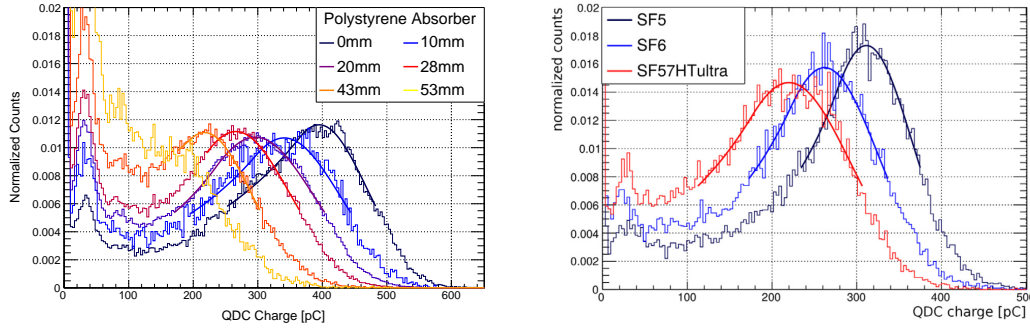 Polystyrene Absorber
0mm 10mm
20mm 28mm
43mm 53mm
Normalized Counts
0.02
0.018
0.016
0.014
0.012
0.01
0.008
0.006
0.004
0.002
0
0 100 200 300 400 500 600
QDC Charge [pC]
SF5
SF6
SF57HTultra
normalized counts
0.02
0.018
0.016
0.014
0.012
0.01
0.008
0.006
0.004
0.002
0
0 100 200 300 400 500
QDC charge [pC]